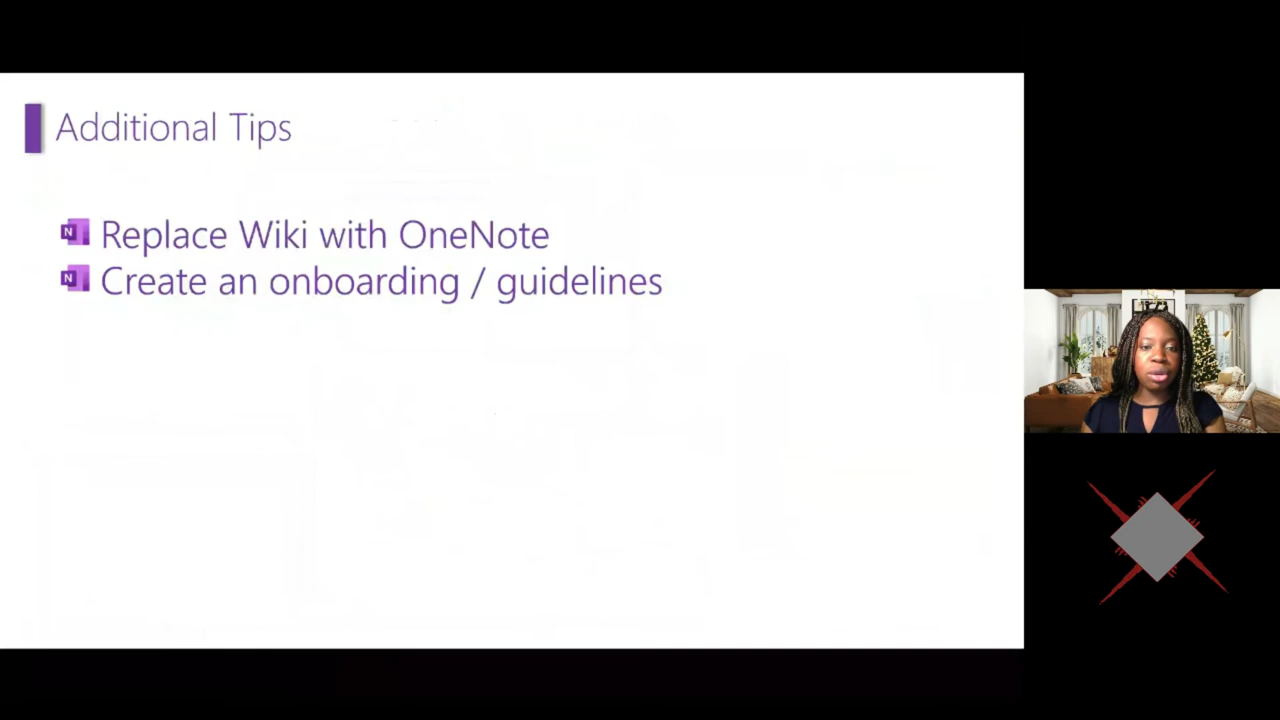 Additional Tips
N Replace Wiki with OneNote
N Create an onboarding / guidelines